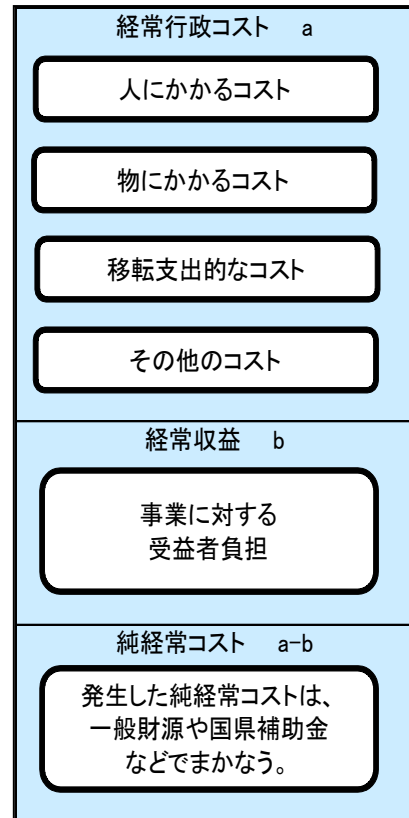 経常行政コスト a
人にかかるコスト
物にかかるコスト
移転支出的なコスト
その他のコスト
経常収益 b
事業に対する
受益者負担
純経常コスト a-b
発生した純経常コストは、
一般財源や国県補助金
などでまかなう。